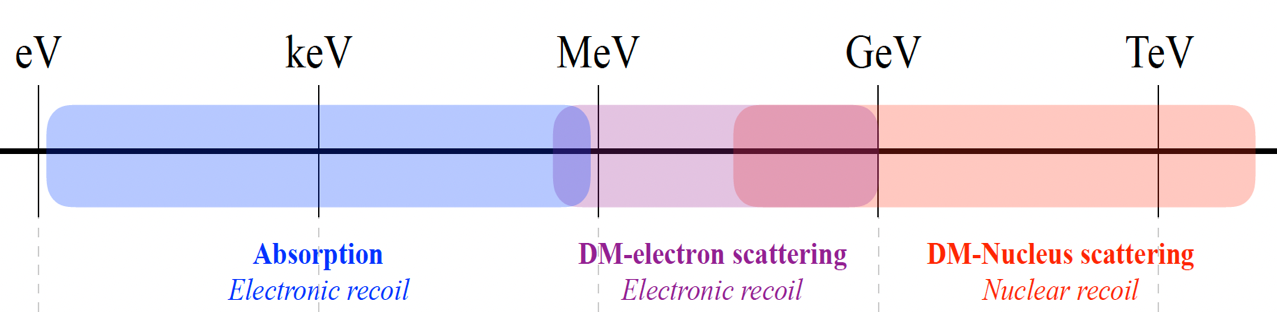 eV keV MeV GeV TeV
Absorption DM-electron scattering DM-Nucleus scattering
Electronic recoil Electronic recoil Nuclear recoil